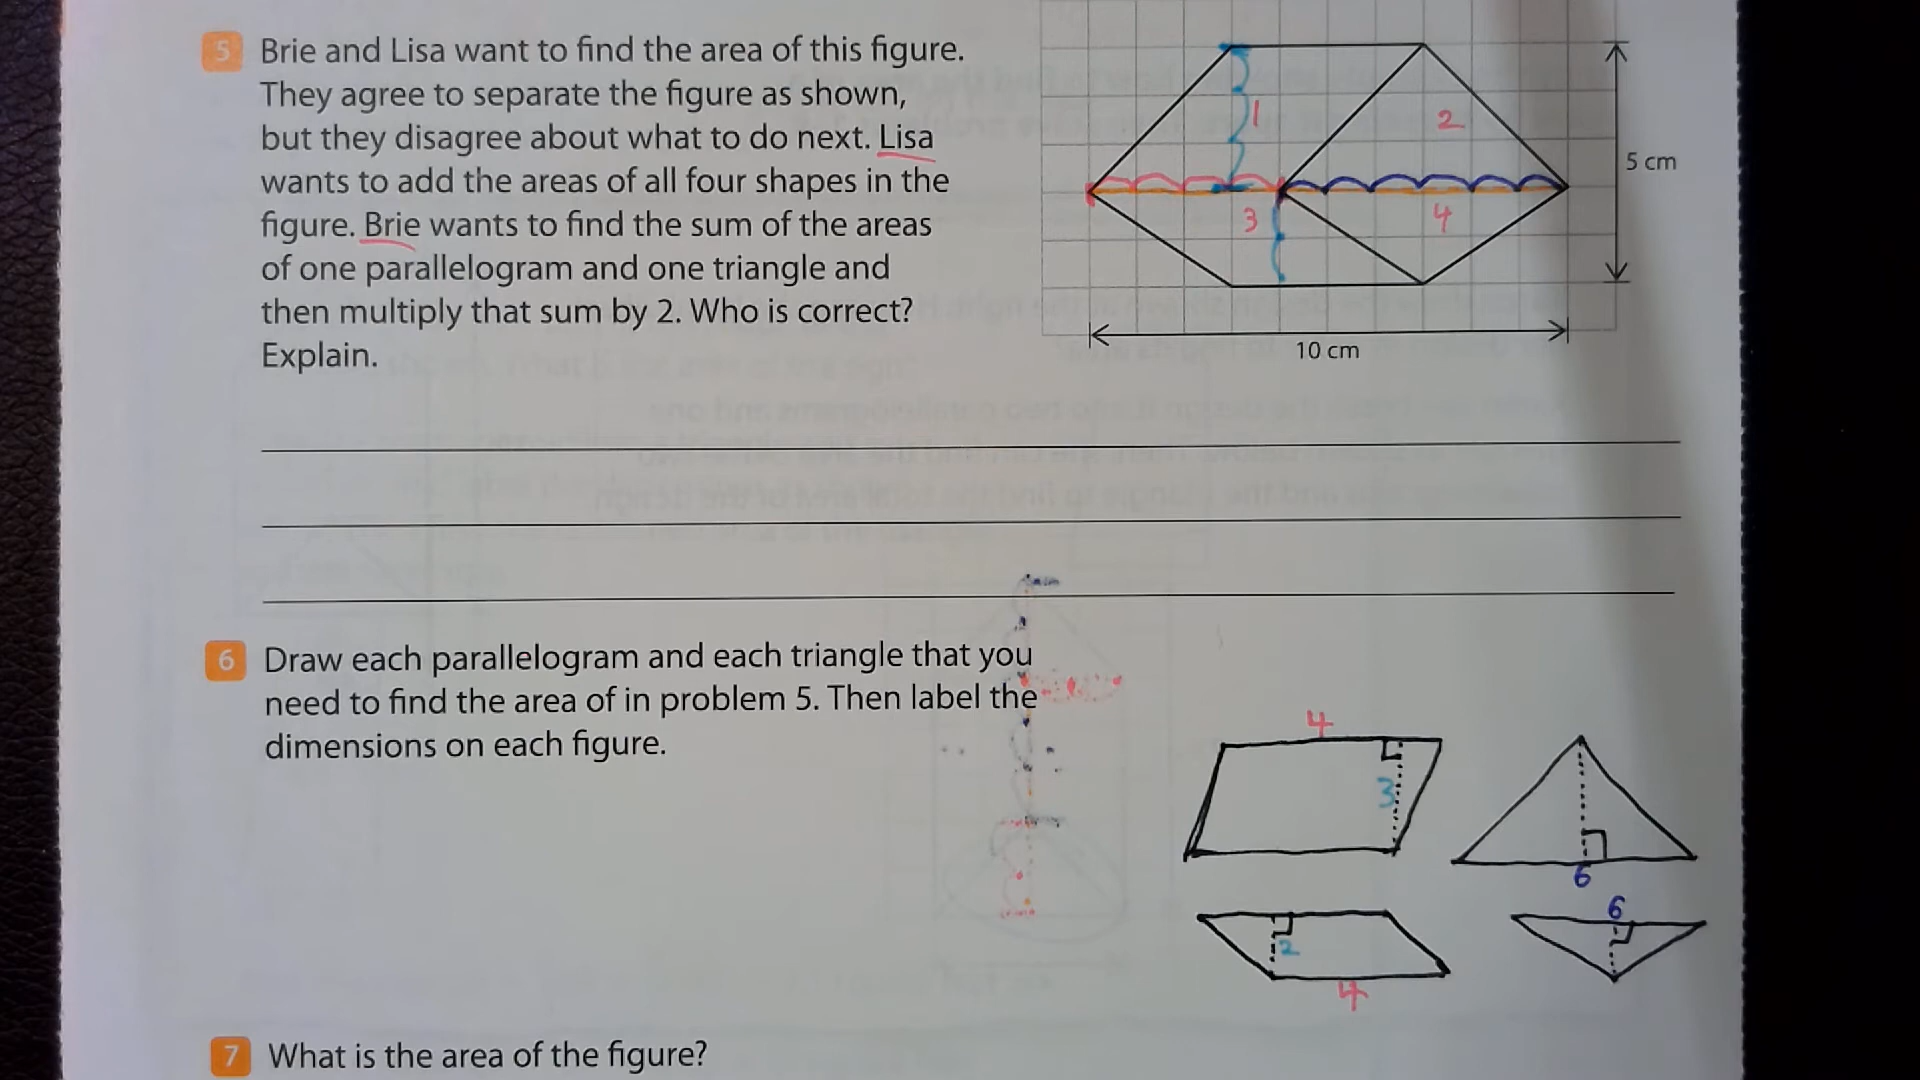 5 Brie and Lisa want to find the area of this figure.
They agree to separate the figure as shown,
but they disagree about what to do next. Lisa
wants to add the areas of all four shapes in the
figure. Brie wants to find the sum of the areas
of one parallelogram and one triangle and
then multiply that sum by 2. Who is correct?
Explain.
1
2
3
4
5 cm
10 cm
6 Draw each parallelogram and each triangle that you
need to find the area of in problem 5. Then label the
dimensions on each figure.
4
3
6
6
2
4
7 What is the area of the figure?